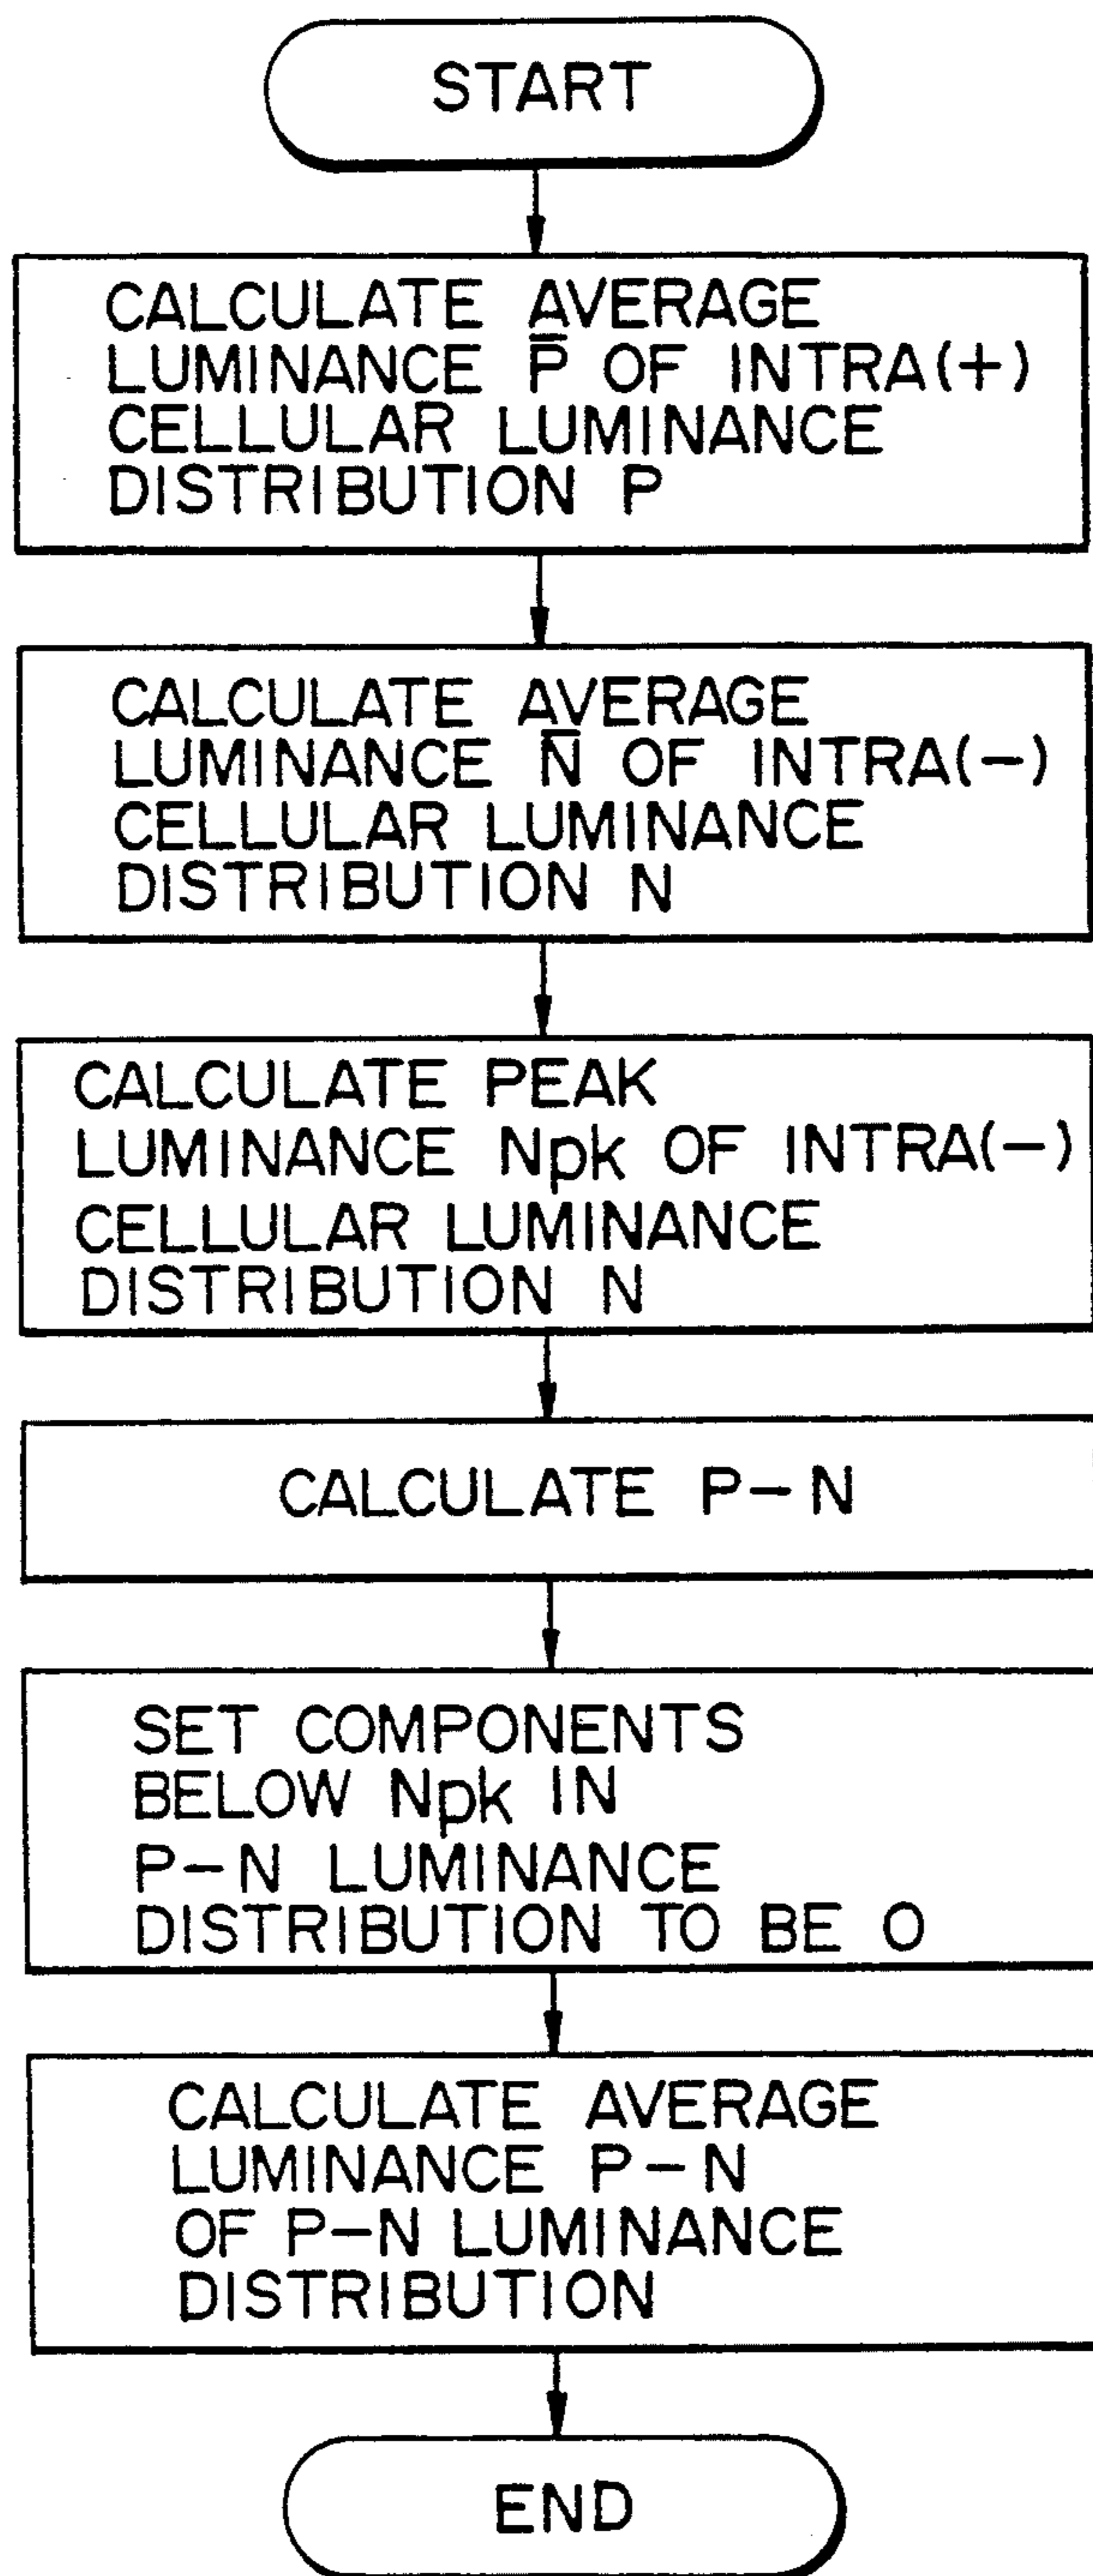 START
CALCULATE AVERAGE
LUMINANCE P̅ OF INTRA(+)
CELLULAR LUMINANCE
DISTRIBUTION P
CALCULATE AVERAGE
LUMINANCE N̅ OF INTRA(−)
CELLULAR LUMINANCE
DISTRIBUTION N
CALCULATE PEAK
LUMINANCE Npk OF INTRA(−)
CELLULAR LUMINANCE
DISTRIBUTION N
CALCULATE P−N
SET COMPONENTS
BELOW Npk IN
P−N LUMINANCE
DISTRIBUTION TO BE 0
CALCULATE AVERAGE
LUMINANCE P−N
OF P−N LUMINANCE
DISTRIBUTION
END